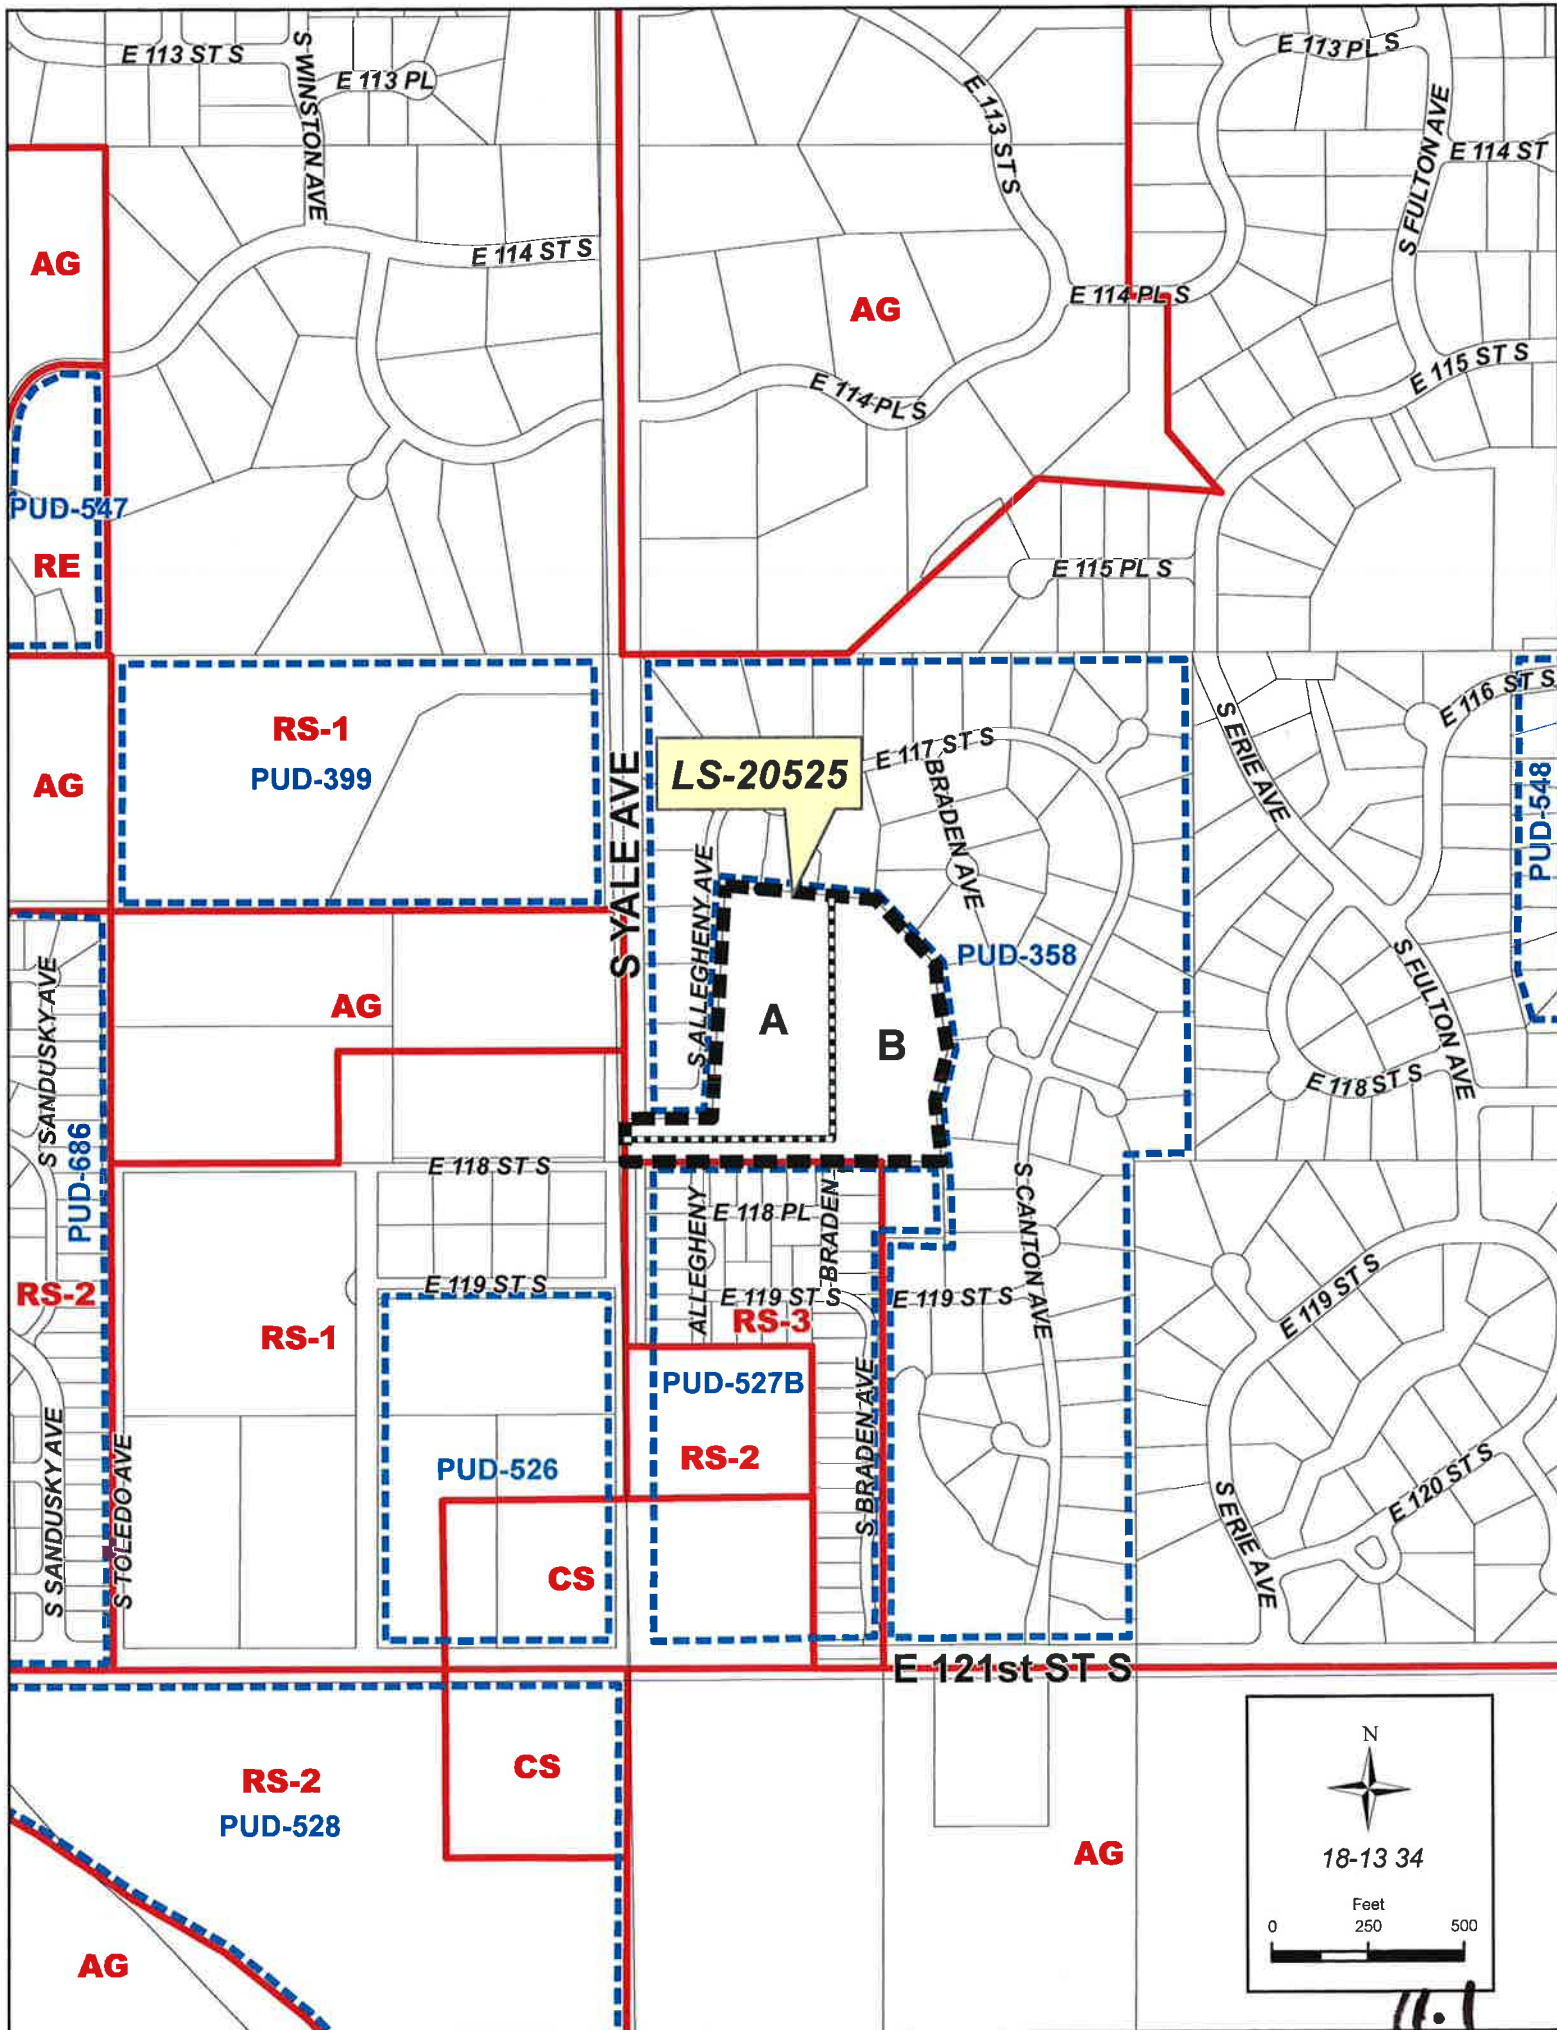 E 113 ST S
S WINSTON AVE
E 113 PL
E 113 ST S
E 113 PL S
S FULTON AVE
E 114 ST
AG
E 114 ST S
AG
E 114 PL S
E 115 ST S
E 114 PL S
PUD-547
RE
E 115 PL S
RS-1
PUD-399
AG
S YALE AVE
LS-20525
E 117 ST S
BRADEN AVE
S ERIE AVE
E 116 ST S
PUD-548
S ALLEGHENY AVE
PUD-358
S SANDUSKY AVE
AG
A
B
S FULTON AVE
E 118 ST S
PUD-686
E 118 ST S
ALLEGHENY
E 118 PL
BRADEN
S CANTON AVE
RS-2
E 119 ST S
E 119 ST S
E 119 ST S
E 119 ST S
RS-1
RS-3
PUD-527B
S BRADEN AVE
RS-2
PUD-526
S SANDUSKY AVE
S TOLEDO AVE
E 120 ST S
S ERIE AVE
CS
E 121st ST S
RS-2
PUD-528
CS
AG
AG
N
18-13 34
Feet
0 250 500
11.1